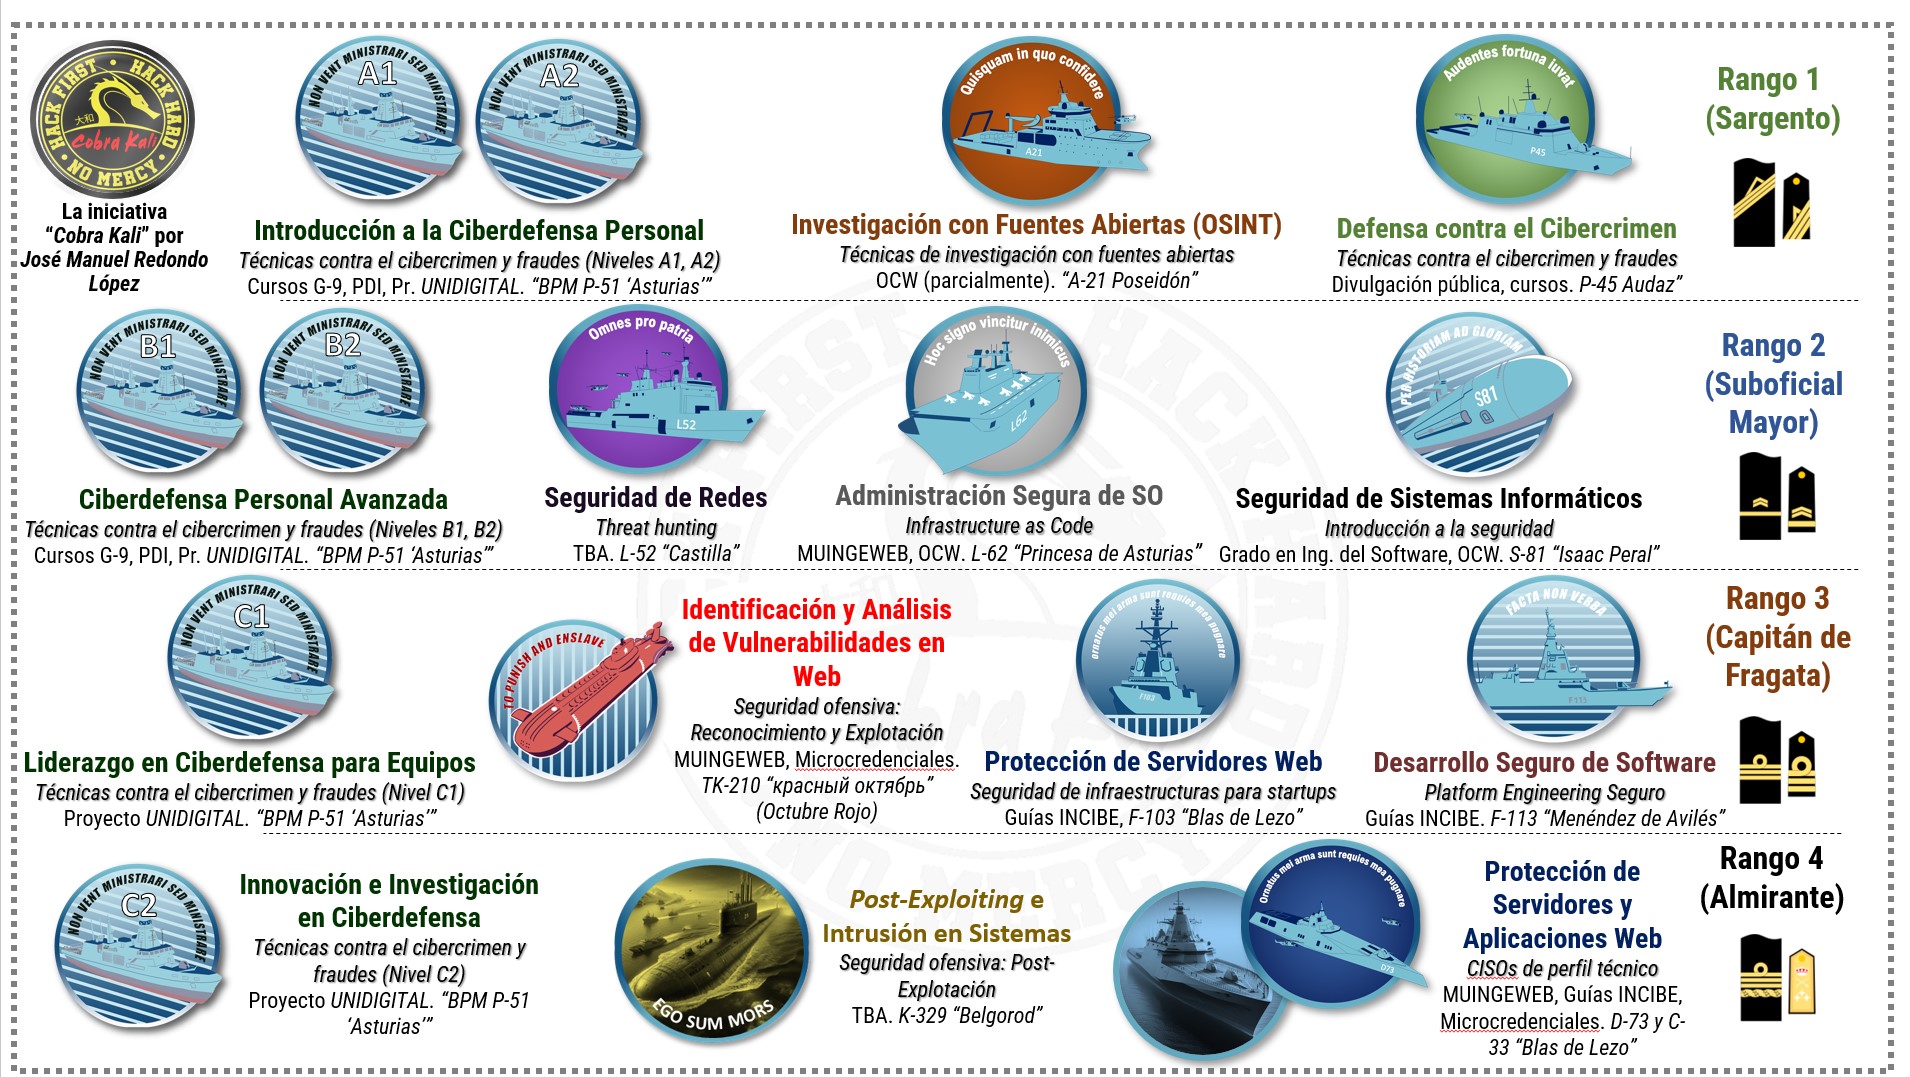 HACK FIRST • HACK HARD • NO MERCY •
大和
Cobra Kali
La iniciativa
“Cobra Kali” por
José Manuel Redondo
López
NON VENT MINISTRARI SED MINISTRARE
A1
NON VENT MINISTRARI SED MINISTRARE
A2
Introducción a la Ciberdefensa Personal
Técnicas contra el cibercrimen y fraudes (Niveles A1, A2)
Cursos G-9, PDI, Pr. UNIDIGITAL. “BPM P-51 ‘Asturias’”
Quisquam in quo confidere
A21
Investigación con Fuentes Abiertas (OSINT)
Técnicas de investigación con fuentes abiertas
OCW (parcialmente). “A-21 Poseidón”
Audentes fortuna iuvat
P45
Defensa contra el Cibercrimen
Técnicas contra el cibercrimen y fraudes
Divulgación pública, cursos. P-45 Audaz”
Rango 1
(Sargento)
NON VENT MINISTRARI SED MINISTRARE
B1
NON VENT MINISTRARI SED MINISTRARE
B2
Ciberdefensa Personal Avanzada
Técnicas contra el cibercrimen y fraudes (Niveles B1, B2)
Cursos G-9, PDI, Pr. UNIDIGITAL. “BPM P-51 ‘Asturias’”
Omnes pro patria
L52
Seguridad de Redes
Threat hunting
TBA. L-52 “Castilla”
Hoc signo vincitur inimicus
L62
Administración Segura de SO
Infrastructure as Code
MUINGEWEB, OCW. L-62 “Princesa de Asturias”
PER HISTORIAM AD GLORIAM
S81
Seguridad de Sistemas Informáticos
Introducción a la seguridad
Grado en Ing. del Software, OCW. S-81 “Isaac Peral”
Rango 2
(Suboficial
Mayor)
NON VENT MINISTRARI SED MINISTRARE
C1
Liderazgo en Ciberdefensa para Equipos
Técnicas contra el cibercrimen y fraudes (Nivel C1)
Proyecto UNIDIGITAL. “BPM P-51 ‘Asturias’”
TO PUNISH AND ENSLAVE
Identificación y Análisis
de Vulnerabilidades en
Web
Seguridad ofensiva:
Reconocimiento y Explotación
MUINGEWEB, Microcredenciales.
TK-210 “красный октябрь”
(Octubre Rojo)
ornatus mei arma sunt requies mea pugnare
F103
Protección de Servidores Web
Seguridad de infraestructuras para startups
Guías INCIBE, F-103 “Blas de Lezo”
FACTA NON VERBA
F113
Desarrollo Seguro de Software
Platform Engineering Seguro
Guías INCIBE. F-113 “Menéndez de Avilés”
Rango 3
(Capitán de
Fragata)
NON VENT MINISTRARI SED MINISTRARE
C2
Innovación e Investigación
en Ciberdefensa
Técnicas contra el cibercrimen y
fraudes (Nivel C2)
Proyecto UNIDIGITAL. “BPM P-51
‘Asturias’”
EGO SUM MORS
Post-Exploiting e
Intrusión en Sistemas
Seguridad ofensiva: Post-
Explotación
TBA. K-329 “Belgorod”
Ornatus mei arma sunt requies mea pugnare
D73
Protección de
Servidores y
Aplicaciones Web
CISOs de perfil técnico
MUINGEWEB, Guías INCIBE,
Microcredenciales. D-73 y C-
33 “Blas de Lezo”
Rango 4
(Almirante)